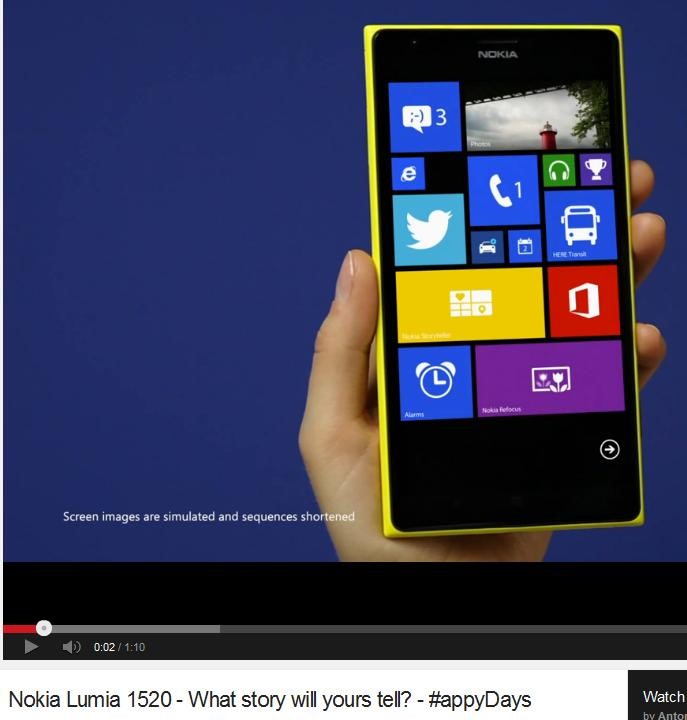 NOKIA
3
Photos
1
HERE Transit
2
Nokia Storyteller
Alarms
Nokia Refocus
Screen images are simulated and sequences shortened
0:02 / 1:10
Nokia Lumia 1520 - What story will yours tell? - #appyDays
Watch
by Anto